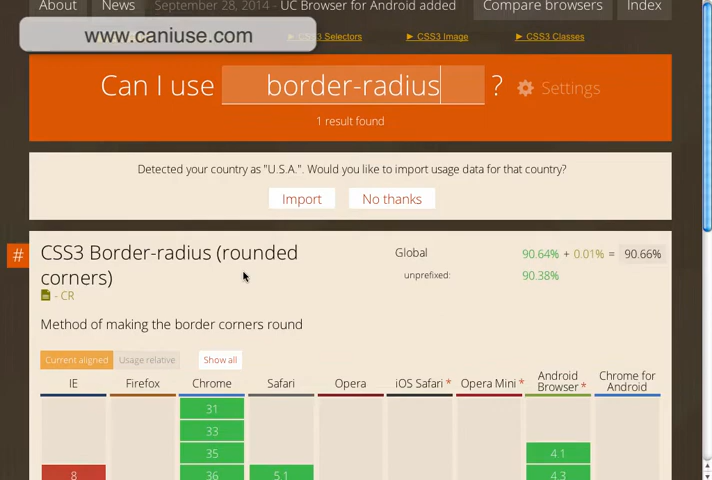 About News September 28, 2014 - UC Browser for Android added Compare browsers Index
www.caniuse.com
► CSS3 Selectors ► CSS3 Image ► CSS3 Classes
Can I use border-radius ? Settings
1 result found
Detected your country as "U.S.A.". Would you like to import usage data for that country?
Import No thanks
# CSS3 Border-radius (rounded corners)
- CR
Global 90.64% + 0.01% = 90.66%
unprefixed: 90.38%
Method of making the border corners round
Current aligned Usage relative Show all
IE Firefox Chrome Safari Opera iOS Safari * Opera Mini * Android Browser * Chrome for Android
31
33
35 4.1
8 36 5.1 4.3